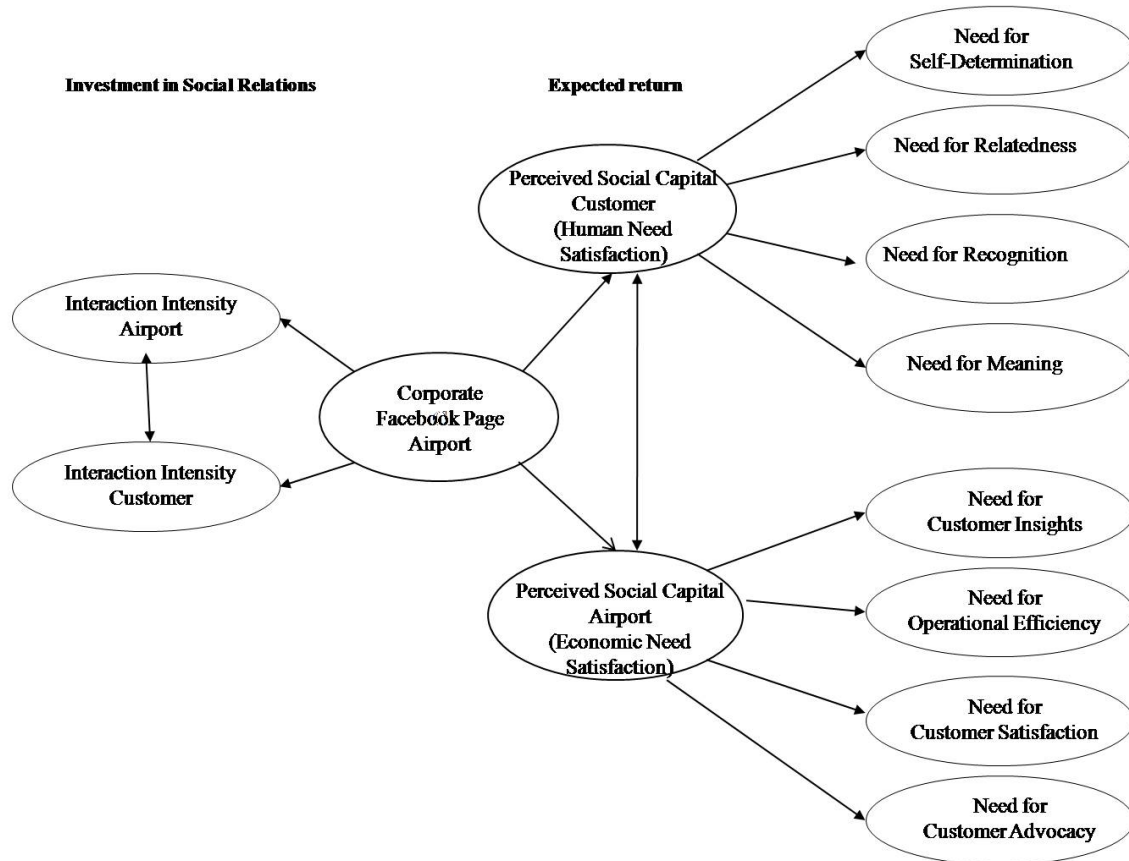 Investment in Social Relations
Expected return
Need for
Self-Determination
Need for Relatedness
Perceived Social Capital
Customer
(Human Need
Satisfaction)
Need for Recognition
Need for Meaning
Interaction Intensity
Airport
Corporate
Facebook Page
Airport
Interaction Intensity
Customer
Need for
Customer Insights
Perceived Social Capital
Airport
(Economic Need
Satisfaction)
Need for
Operational Efficiency
Need for
Customer Satisfaction
Need for
Customer Advocacy